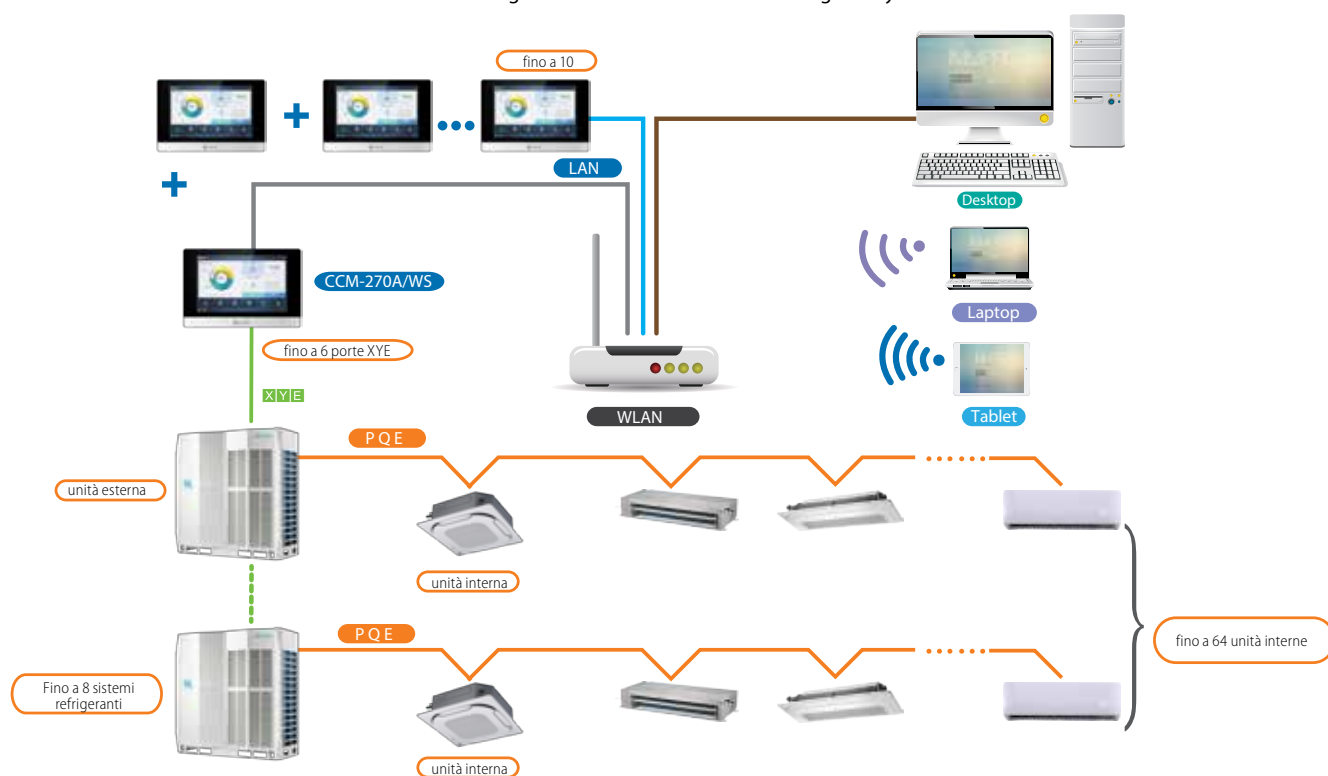 fino a 10
LAN
Desktop
CCM-270A/WS
Laptop
fino a 6 porte XYE
X Y E
WLAN
Tablet
P Q E
unità esterna
unità interna
P Q E
fino a 64 unità interne
Fino a 8 sistemi
refrigeranti
unità interna